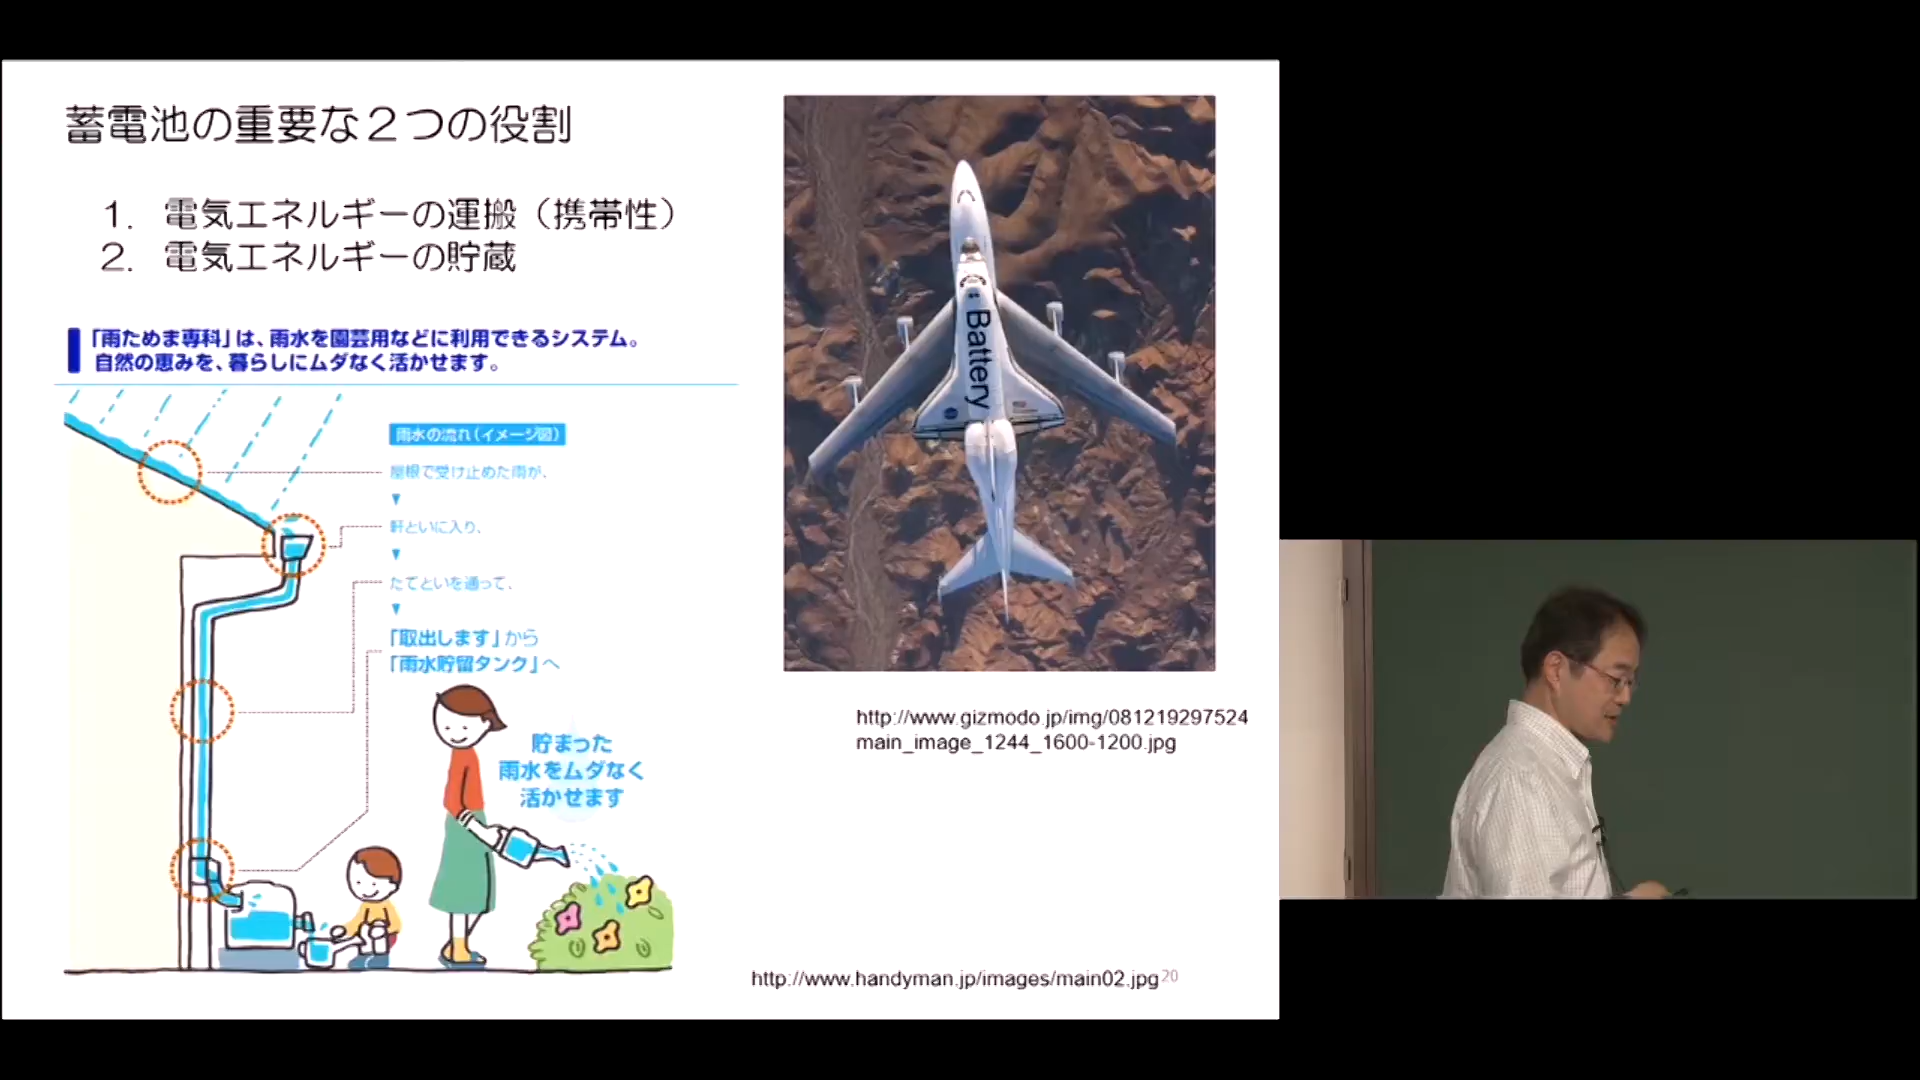 蓄電池の重要な２つの役割
1. 電気エネルギーの運搬（携帯性）
2. 電気エネルギーの貯蔵
「雨ためま専科」は、雨水を園芸用などに利用できるシステム。
自然の恵みを、暮らしにムダなく活かせます。
雨水の流れ（イメージ図）
屋根で受け止めた雨が、
▼
軒といに入り、
▼
たてといを通って、
▼
「取出します」から
「雨水貯留タンク」へ
貯まった
雨水をムダなく
活かせます
Battery
http://www.gizmodo.jp/img/081219297524
main_image_1244_1600-1200.jpg
http://www.handyman.jp/images/main02.jpg
20